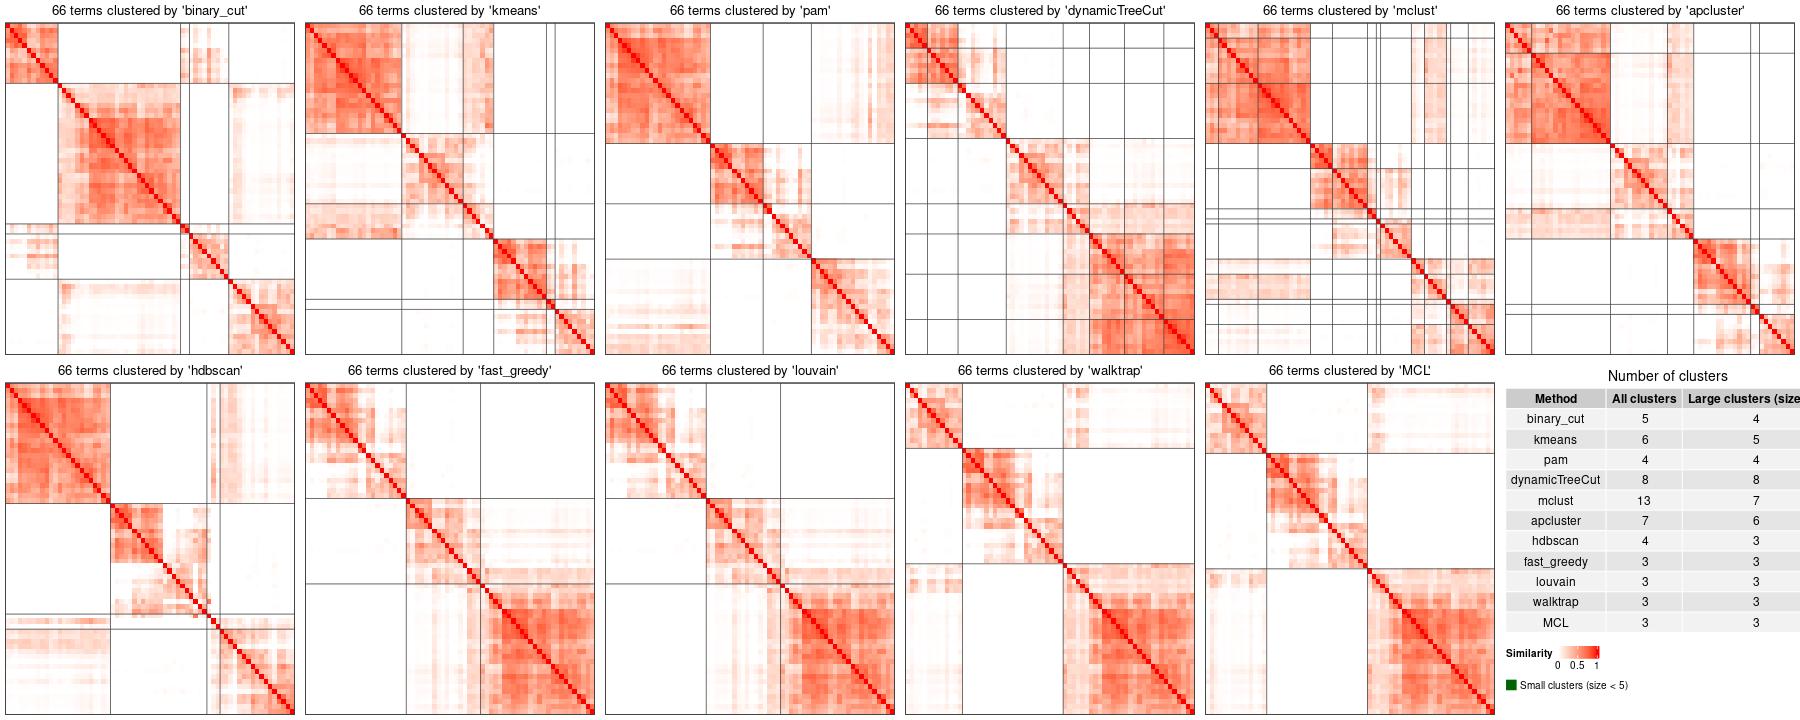 66 terms clustered by 'binary_cut'
66 terms clustered by 'kmeans'
66 terms clustered by 'pam'
66 terms clustered by 'dynamicTreeCut'
66 terms clustered by 'mclust'
66 terms clustered by 'apcluster'
66 terms clustered by 'hdbscan'
66 terms clustered by 'fast_greedy'
66 terms clustered by 'louvain'
66 terms clustered by 'walktrap'
66 terms clustered by 'MCL'
Number of clusters
Method All clusters Large clusters (size
binary_cut 5 4
kmeans 6 5
pam 4 4
dynamicTreeCut 8 8
mclust 13 7
apcluster 7 6
hdbscan 4 3
fast_greedy 3 3
louvain 3 3
walktrap 3 3
MCL 3 3
Similarity
0 0.5 1
Small clusters (size < 5)